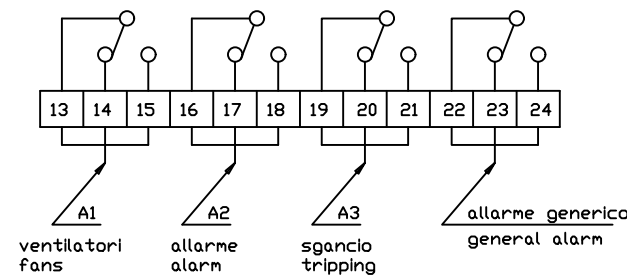 13 14 15 16 17 18 19 20 21 22 23 24
A1 A2 A3 allarme generico
general alarm
ventilatori
fans
allarme
alarm
sgancio
tripping